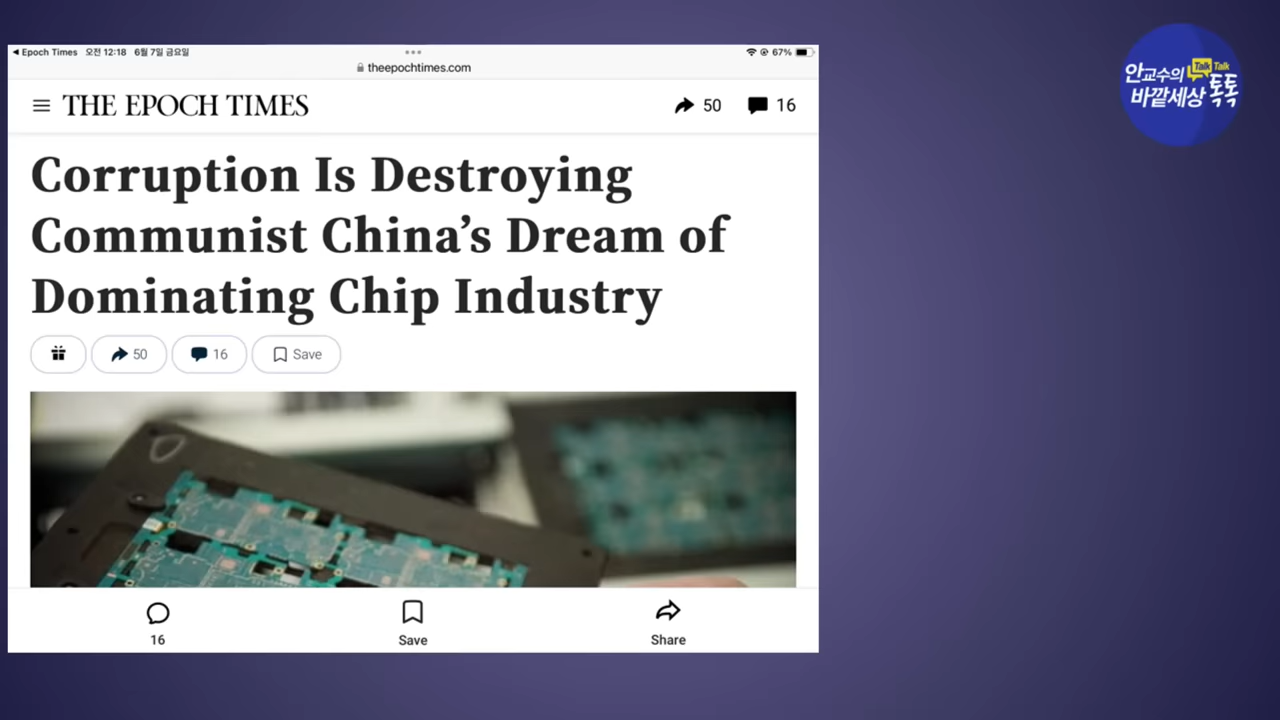 Epoch Times 오전 12:18 6월 7일 금요일
67%
theepochtimes.com
THE EPOCH TIMES
50
16
Corruption Is Destroying
Communist China’s Dream of
Dominating Chip Industry
50
16
Save
16
Save
Share
안교수의 Talk Talk
바깥세상 톡톡